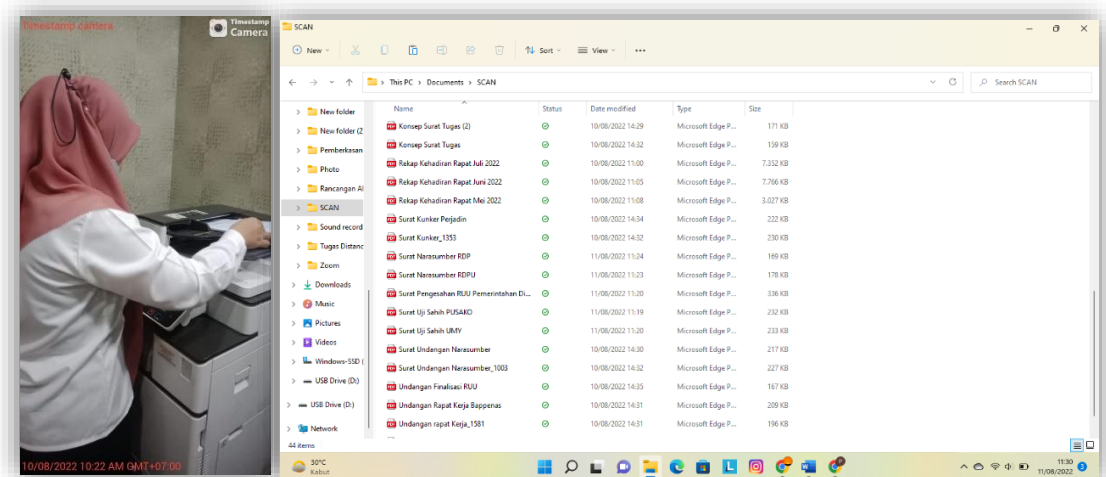 Timestamp camera
Timestamp
Camera
10/08/2022 10:22 AM GMT+07:00
SCAN
New
Sort
View
This PC > Documents > SCAN
Search SCAN
Name Status Date modified Type Size
New folder
New folder (2
Pemberkasan
Photo
Rancangan Al
SCAN
Sound record
Tugas Distanc
Zoom
Downloads
Music
Pictures
Videos
Windows-SSD (
USB Drive (D:)
USB Drive (D:)
Network
Konsep Surat Tugas (2) 10/08/2022 14:29 Microsoft Edge P... 171 KB
Konsep Surat Tugas 10/08/2022 14:32 Microsoft Edge P... 159 KB
Rekap Kehadiran Rapat Juli 2022 10/08/2022 11:00 Microsoft Edge P... 7.352 KB
Rekap Kehadiran Rapat Juni 2022 10/08/2022 11:05 Microsoft Edge P... 7.766 KB
Rekap Kehadiran Rapat Mei 2022 10/08/2022 11:08 Microsoft Edge P... 3.027 KB
Surat Kunker Perjadin 10/08/2022 14:34 Microsoft Edge P... 222 KB
Surat Kunker_1353 10/08/2022 14:32 Microsoft Edge P... 230 KB
Surat Narasumber RDP 11/08/2022 11:24 Microsoft Edge P... 169 KB
Surat Narasumber RDPU 11/08/2022 11:23 Microsoft Edge P... 178 KB
Surat Pengesahan RUU Pemerintahan Di... 11/08/2022 11:20 Microsoft Edge P... 336 KB
Surat Uji Sahih PUSAKO 11/08/2022 11:19 Microsoft Edge P... 232 KB
Surat Uji Sahih UMY 11/08/2022 11:20 Microsoft Edge P... 233 KB
Surat Undangan Narasumber 10/08/2022 14:30 Microsoft Edge P... 217 KB
Surat Undangan Narasumber_1003 10/08/2022 14:32 Microsoft Edge P... 227 KB
Undangan Finalisasi RUU 10/08/2022 14:35 Microsoft Edge P... 167 KB
Undangan Rapat Kerja Bappenas 10/08/2022 14:31 Microsoft Edge P... 209 KB
Undangan rapat Kerja_1581 10/08/2022 14:31 Microsoft Edge P... 196 KB
44 items
30°C
Kabut
11:30
11/08/2022